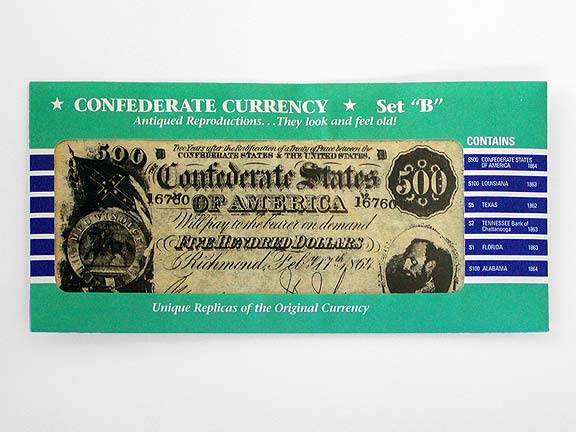 ★ CONFEDERATE CURRENCY ★ Set "B"
Antiqued Reproductions...They look and feel old!
CONTAINS
$500 CONFEDERATE STATES OF AMERICA 1864
$100 LOUISIANA 1863
$5 TEXAS 1862
$2 TENNESSEE Bank of Chattanooga 1863
$1 FLORIDA 1863
$100 ALABAMA 1864
500
Two Years after the Ratification of a Treaty of Peace between the
CONFEDERATE STATES & THE UNITED STATES,
Confederate States
500
16760 OF AMERICA 16760
Will pay to the bearer on demand
FIVE HUNDRED DOLLARS
Richmond, Feb. 17th 1864
Unique Replicas of the Original Currency